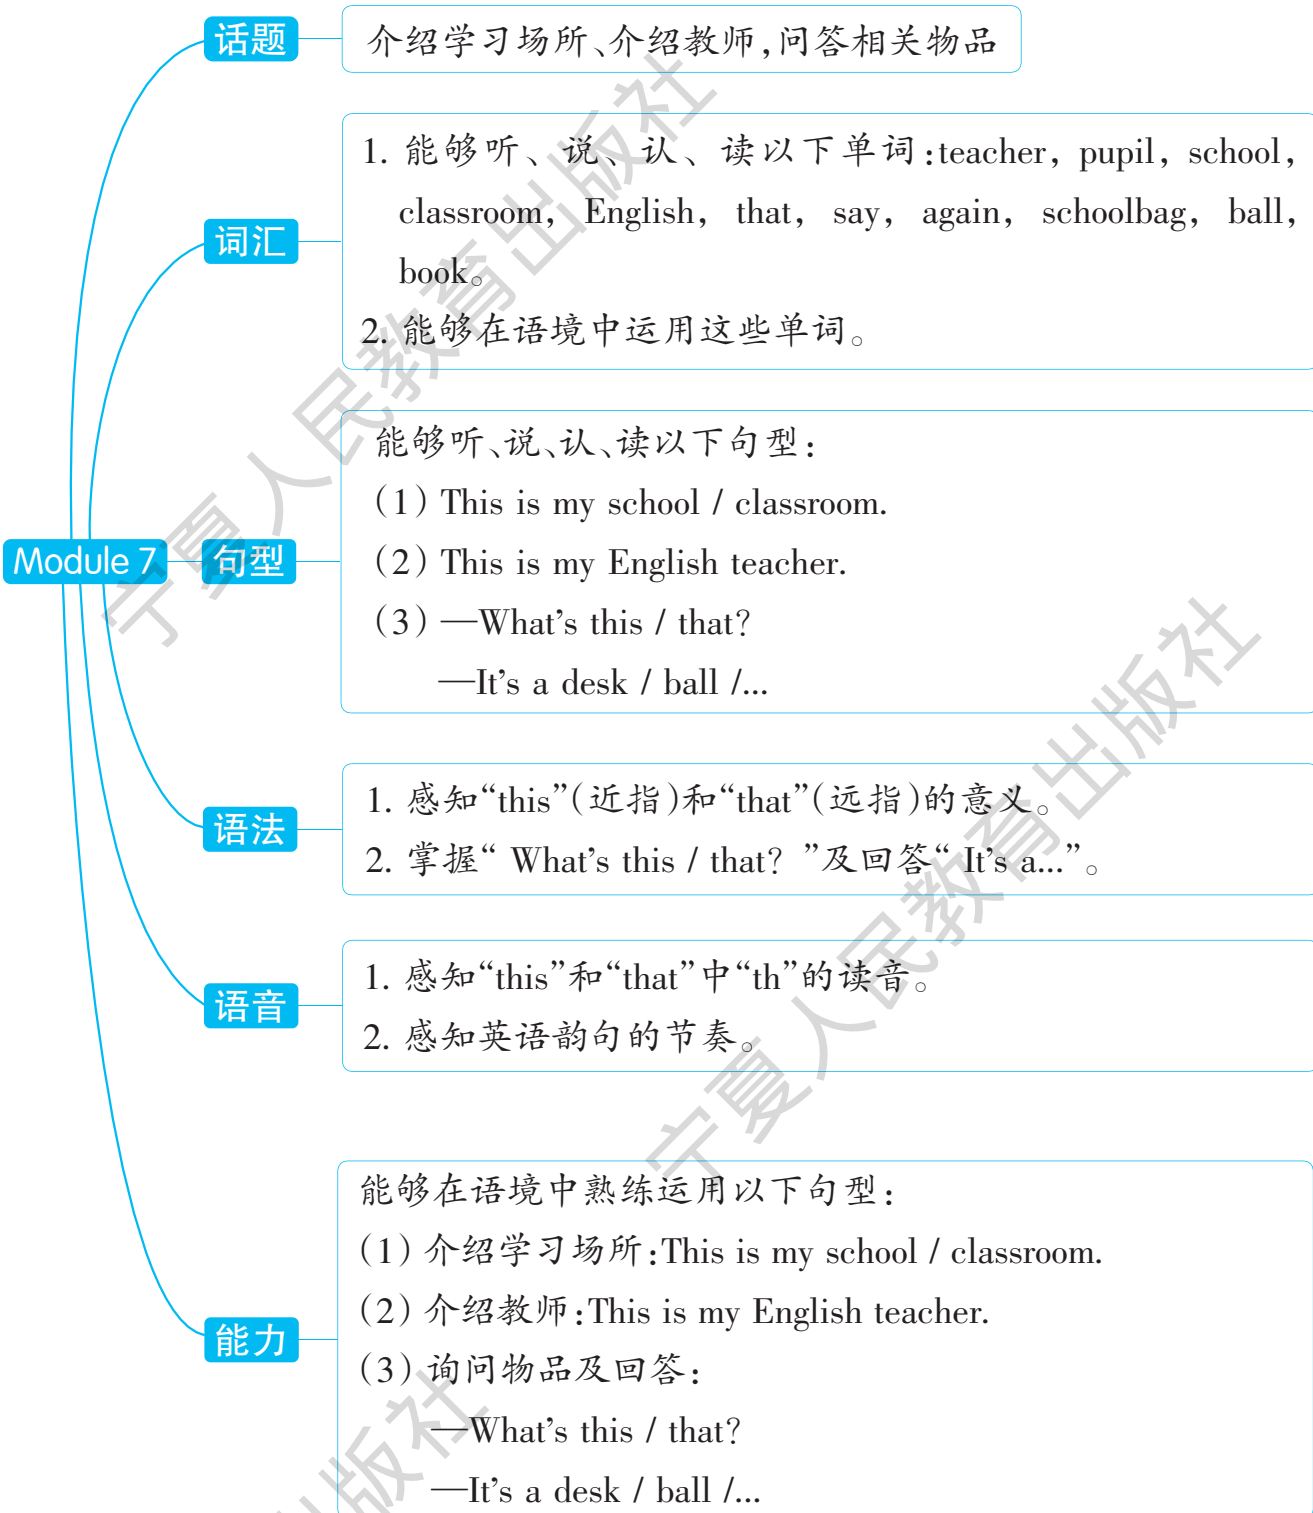 话题
介绍学习场所、介绍教师,问答相关物品
词汇
1. 能够听、说、认、读以下单词:teacher, pupil, school,
classroom, English, that, say, again, schoolbag, ball,
book。
2. 能够在语境中运用这些单词。
Module 7
句型
能够听、说、认、读以下句型:
(1) This is my school / classroom.
(2) This is my English teacher.
(3) —What's this / that?
—It's a desk / ball /...
语法
1. 感知“this”(近指)和“that”(远指)的意义。
2. 掌握“ What's this / that? ”及回答“ It's a...”。
语音
1. 感知“this”和“that”中“th”的读音。
2. 感知英语韵句的节奏。
能力
能够在语境中熟练运用以下句型:
(1) 介绍学习场所:This is my school / classroom.
(2) 介绍教师:This is my English teacher.
(3) 询问物品及回答:
—What's this / that?
—It's a desk / ball /...
宁夏人民教育出版社
宁夏人民教育出版社
出版社